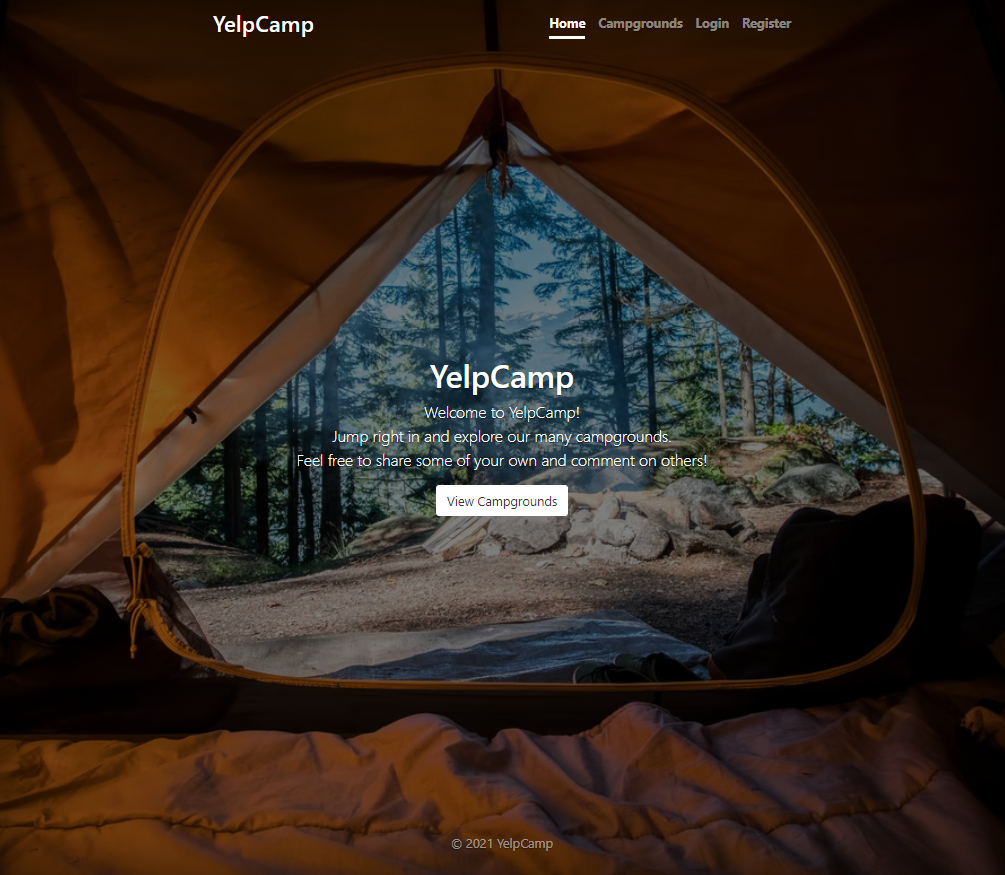 YelpCamp
Home Campgrounds Login Register
YelpCamp
Welcome to YelpCamp!
Jump right in and explore our many campgrounds.
Feel free to share some of your own and comment on others!
View Campgrounds
© 2021 YelpCamp